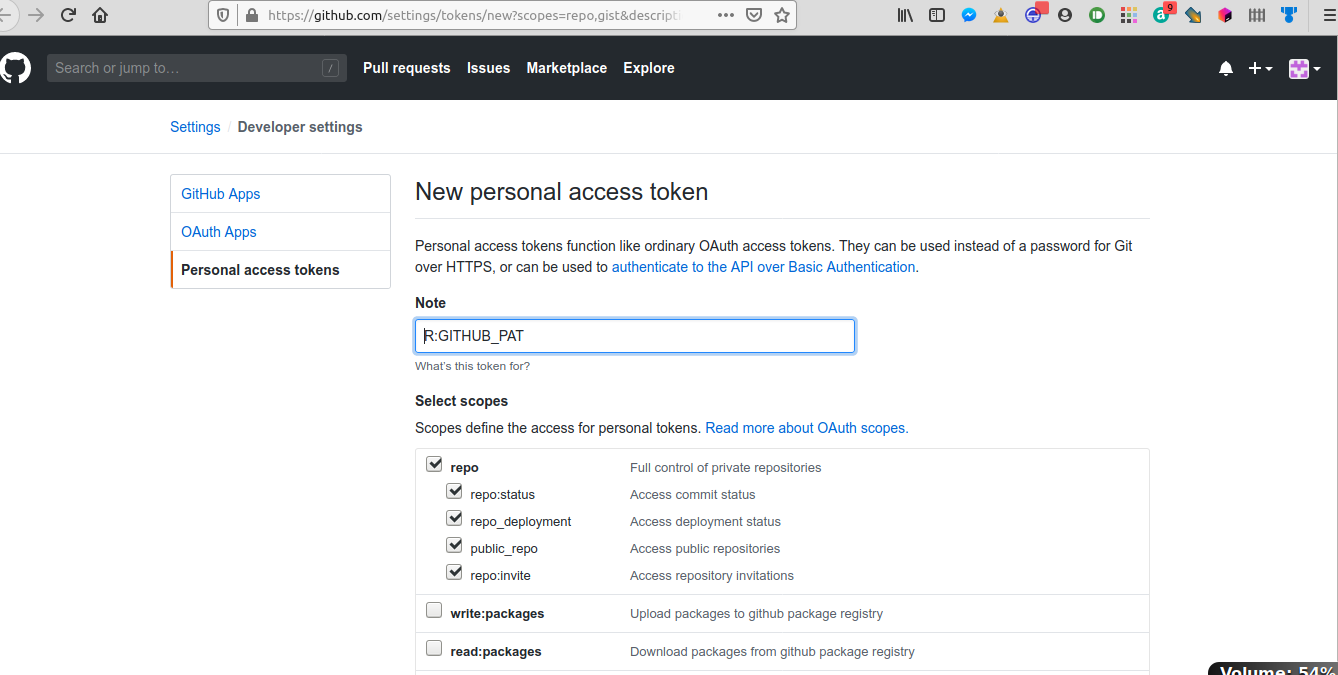 https://github.com/settings/tokens/new?scopes=repo,gist&descripti
9
Search or jump to…
/
Pull requests
Issues
Marketplace
Explore
Settings / Developer settings
GitHub Apps
OAuth Apps
Personal access tokens
New personal access token
Personal access tokens function like ordinary OAuth access tokens. They can be used instead of a password for Git
over HTTPS, or can be used to authenticate to the API over Basic Authentication.
Note
R:GITHUB_PAT
What's this token for?
Select scopes
Scopes define the access for personal tokens. Read more about OAuth scopes.
repo Full control of private repositories
repo:status Access commit status
repo_deployment Access deployment status
public_repo Access public repositories
repo:invite Access repository invitations
write:packages Upload packages to github package registry
read:packages Download packages from github package registry
Volume: 54%